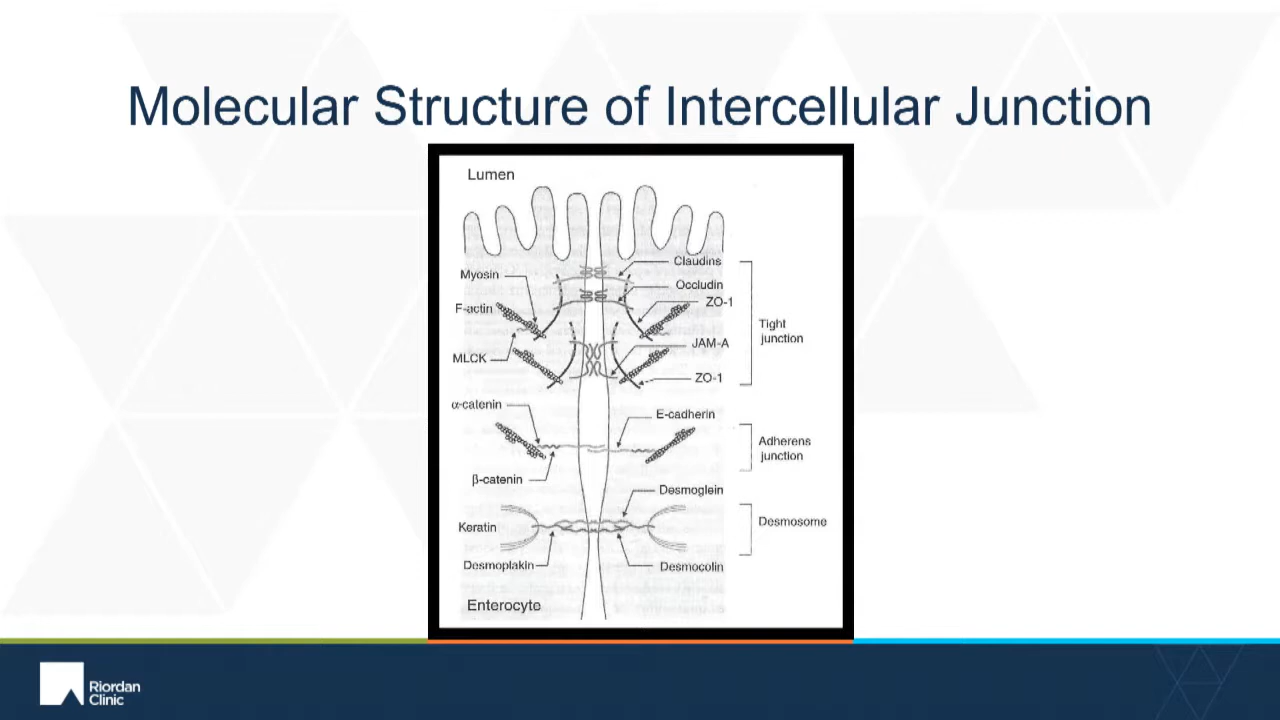 Molecular Structure of Intercellular Junction
Lumen
Claudins
Myosin
Occludin
F-actin
ZO-1
Tight
junction
JAM-A
MLCK
ZO-1
α-catenin
E-cadherin
Adherens
junction
β-catenin
Desmoglein
Keratin
Desmosome
Desmoplakin
Desmocolin
Enterocyte
Riordan
Clinic